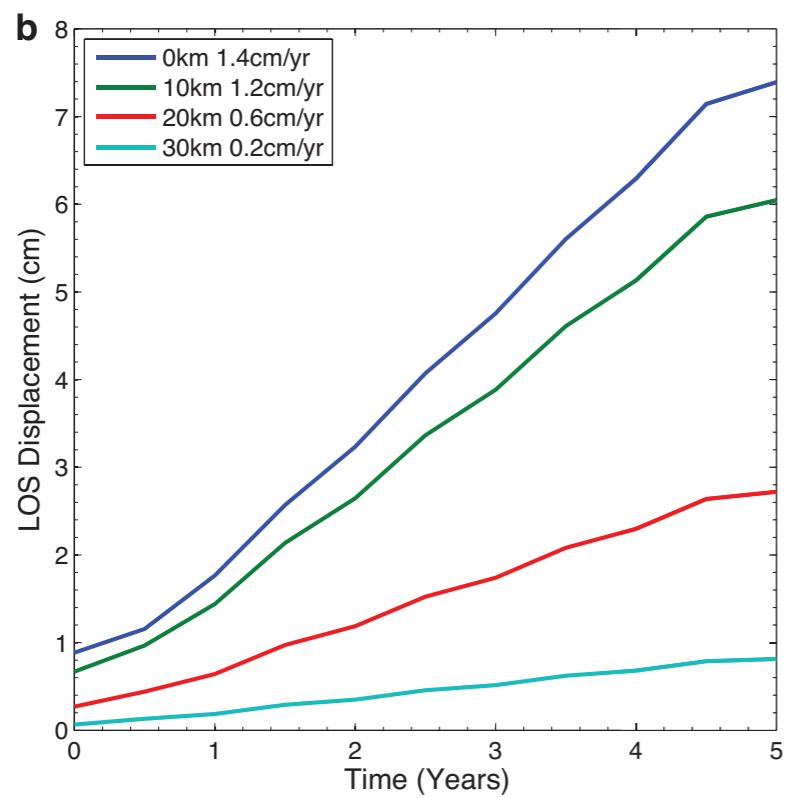 b
8
7
6
5
4
3
2
1
0
LOS Displacement (cm)
0km 1.4cm/yr
10km 1.2cm/yr
20km 0.6cm/yr
30km 0.2cm/yr
0 1 2 3 4 5
Time (Years)